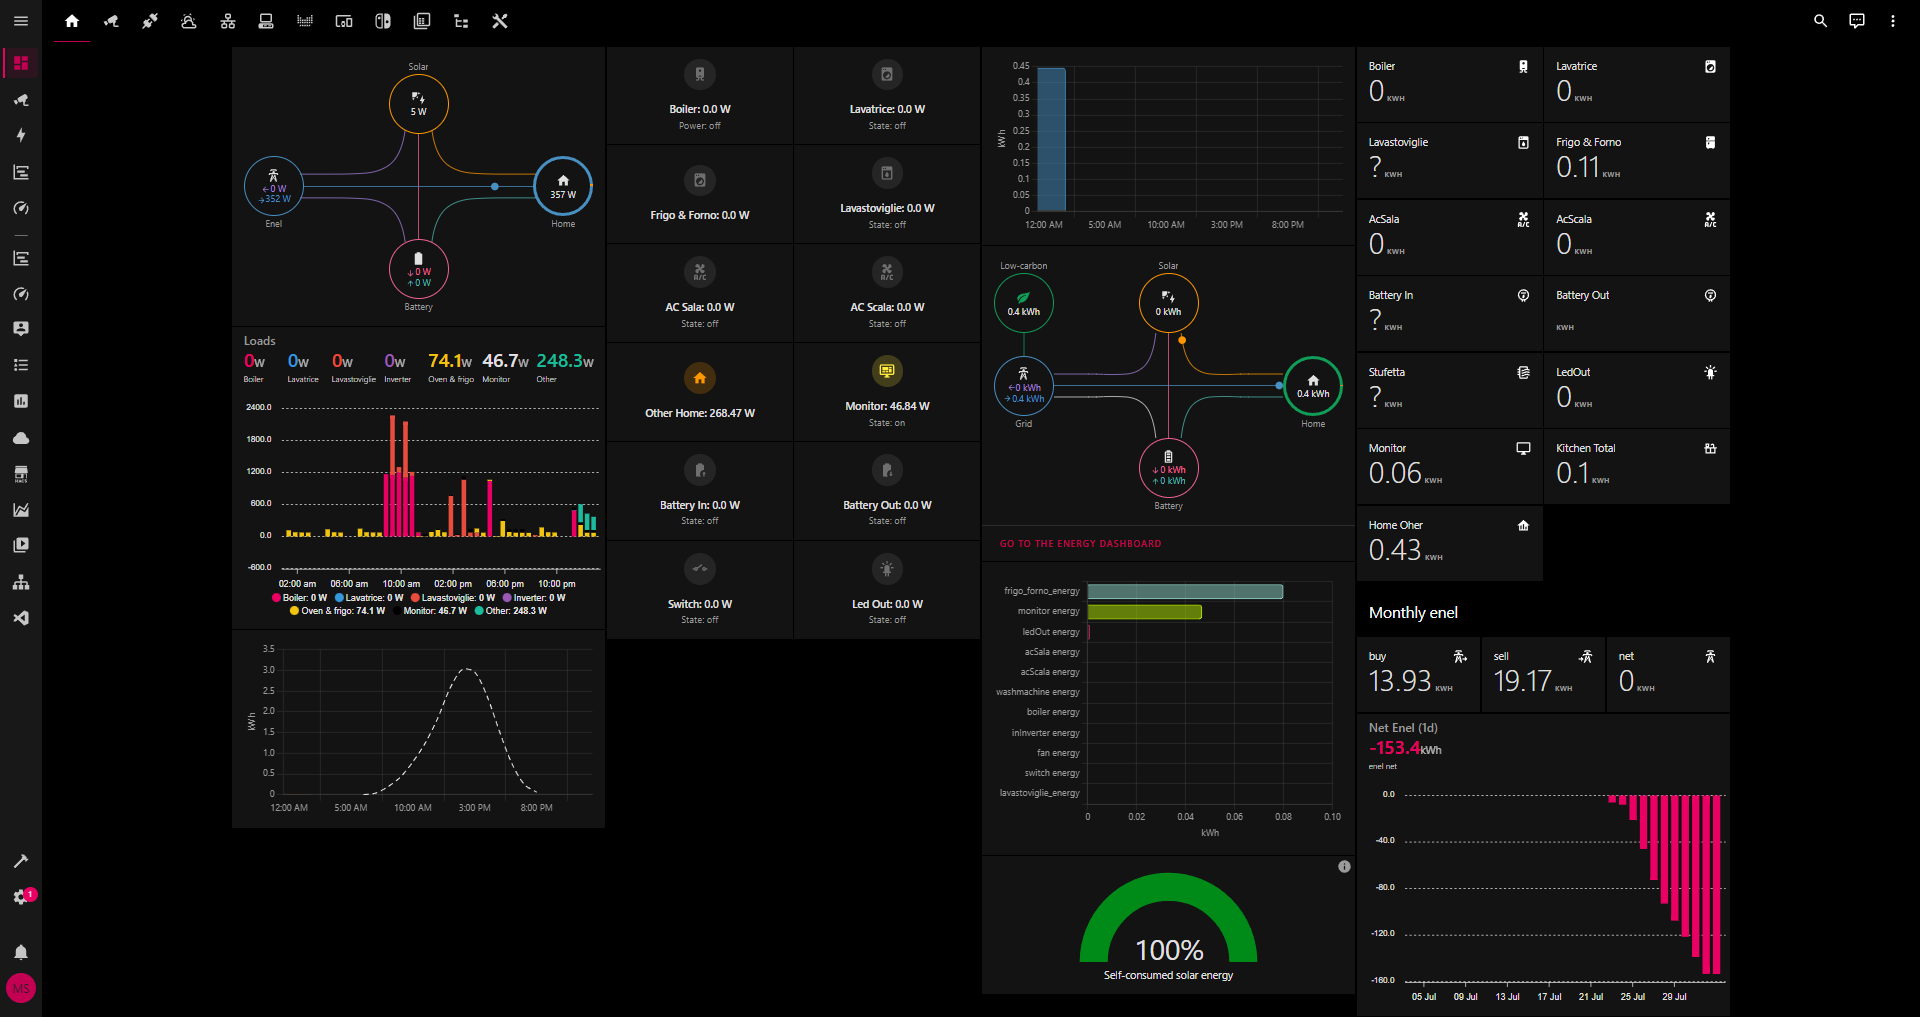 Solar
5 W
←0 W
→352 W
Enel
357 W
Home
↓0 W
↑0 W
Battery
Loads
0W
0W
0W
0W
74.1W
46.7W
248.3W
Boiler
Lavatrice
Lavastoviglie
Inverter
Oven & frigo
Monitor
Other
2400.0
1800.0
1200.0
600.0
0.0
-600.0
02:00 am
06:00 am
10:00 am
02:00 pm
06:00 pm
10:00 pm
Boiler: 0 W
Lavatrice: 0 W
Lavastoviglie: 0 W
Inverter: 0 W
Oven & frigo: 74.1 W
Monitor: 46.7 W
Other: 248.3 W
3.5
3.0
2.5
2.0
1.5
1.0
0.5
0
kWh
12:00 AM
5:00 AM
10:00 AM
3:00 PM
8:00 PM
Boiler: 0.0 W
Power: off
Lavatrice: 0.0 W
State: off
Frigo & Forno: 0.0 W
Lavastoviglie: 0.0 W
State: off
A/C
AC Sala: 0.0 W
State: off
A/C
AC Scala: 0.0 W
State: off
Other Home: 268.47 W
Monitor: 46.84 W
State: on
Battery In: 0.0 W
State: off
Battery Out: 0.0 W
State: off
Switch: 0.0 W
State: off
Led Out: 0.0 W
State: off
0.45
0.4
0.35
0.3
0.25
0.2
0.15
0.1
0.05
0
kWh
12:00 AM
5:00 AM
10:00 AM
3:00 PM
8:00 PM
Low-carbon
0.4 kWh
Solar
0 kWh
←0 kWh
→0.4 kWh
Grid
0.4 kWh
Home
↓0 kWh
↑0 kWh
Battery
GO TO THE ENERGY DASHBOARD
frigo_forno_energy
monitor energy
ledOut energy
acSala energy
acScala energy
washmachine energy
boiler energy
inInverter energy
fan energy
switch energy
lavastoviglie_energy
0
0.02
0.04
0.06
0.08
0.10
kWh
100%
Self-consumed solar energy
Boiler
0 KWH
Lavatrice
0 KWH
Lavastoviglie
? KWH
Frigo & Forno
0.11 KWH
AcSala
A/C
0 KWH
AcScala
A/C
0 KWH
Battery In
? KWH
Battery Out
KWH
Stufetta
? KWH
LedOut
0 KWH
Monitor
0.06 KWH
Kitchen Total
0.1 KWH
Home Oher
0.43 KWH
Monthly enel
buy
13.93 KWH
sell
19.17 KWH
net
0 KWH
Net Enel (1d)
-153.4kWh
enel net
0.0
-40.0
-80.0
-120.0
-160.0
05 Jul
09 Jul
13 Jul
17 Jul
21 Jul
25 Jul
29 Jul
HACS
1
MS